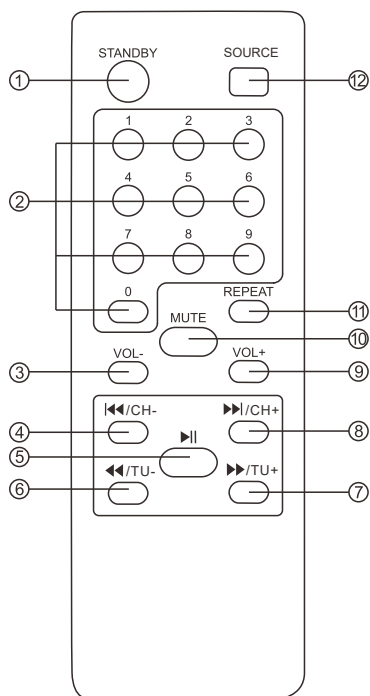 STANDBY SOURCE
① ⑫
1 2 3
4 5 6
②
7 8 9
0 REPEAT
⑪
MUTE
⑩
VOL- VOL+
③ ⑨
|◀◀/CH- ▶▶|/CH+
④ ⑧
▶||
⑤
◀◀/TU- ▶▶/TU+
⑥ ⑦